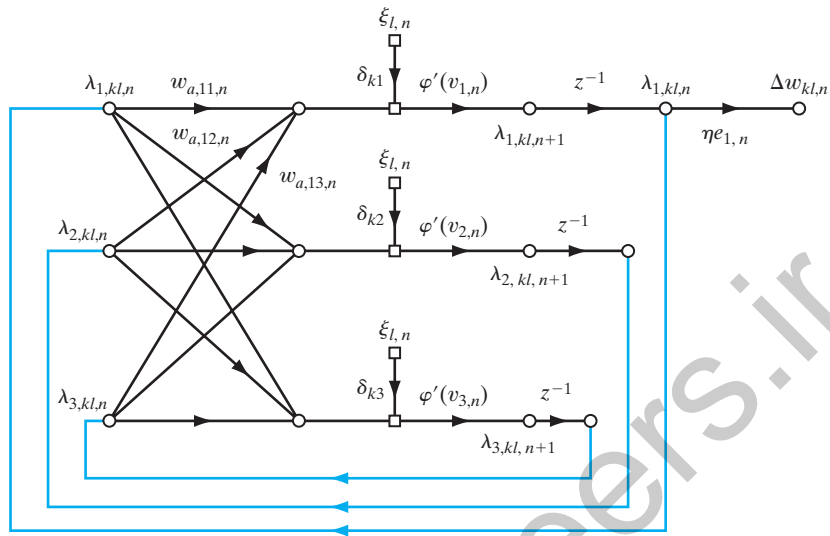 ξ_{l, n}
λ_{1,kl,n} w_{a,11,n} δ_{k1} φ′(v_{1,n}) z^{−1} λ_{1,kl,n} Δw_{kl,n}
w_{a,12,n} λ_{1,kl,n+1} ηe_{1, n}
w_{a,13,n} ξ_{l, n}
λ_{2,kl,n} δ_{k2} φ′(v_{2,n}) z^{−1}
λ_{2, kl, n+1}
ξ_{l, n}
λ_{3,kl,n} δ_{k3} φ′(v_{3,n}) z^{−1}
λ_{3,kl, n+1}
eers.ir